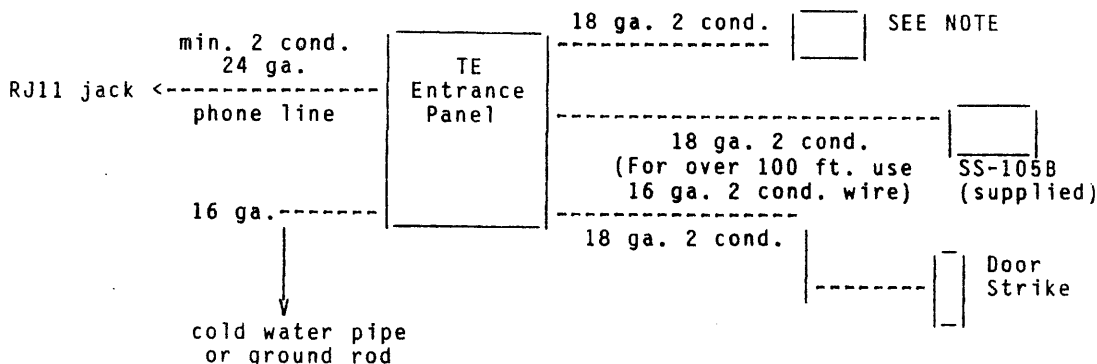 18 ga. 2 cond.
SEE NOTE
min. 2 cond.
24 ga.
RJ11 jack <
phone line
TE
Entrance
Panel
18 ga. 2 cond.
(For over 100 ft. use
16 ga. 2 cond. wire)
SS-105B
(supplied)
16 ga.
18 ga. 2 cond.
Door
Strike
cold water pipe
or ground rod